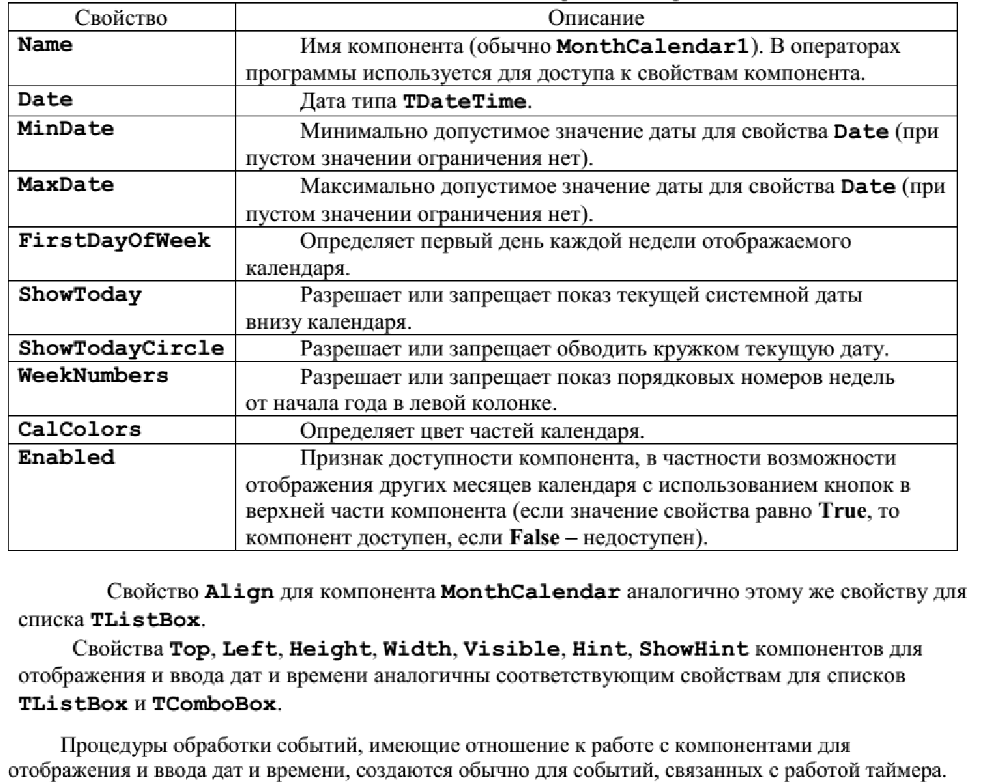 Свойство Описание
Name Имя компонента (обычно MonthCalendar1). В операторах
программы используется для доступа к свойствам компонента.
Date Дата типа TDateTime.
MinDate Минимально допустимое значение даты для свойства Date (при
пустом значении ограничения нет).
MaxDate Максимально допустимое значение даты для свойства Date (при
пустом значении ограничения нет).
FirstDayOfWeek Определяет первый день каждой недели отображаемого
календаря.
ShowToday Разрешает или запрещает показ текущей системной даты
внизу календаря.
ShowTodayCircle Разрешает или запрещает обводить кружком текущую дату.
WeekNumbers Разрешает или запрещает показ порядковых номеров недель
от начала года в левой колонке.
CalColors Определяет цвет частей календаря.
Enabled Признак доступности компонента, в частности возможности
отображения других месяцев календаря с использованием кнопок в
верхней части компонента (если значение свойства равно True, то
компонент доступен, если False – недоступен).
Свойство Align для компонента MonthCalendar аналогично этому же свойству для
списка TListBox.
Свойства Top, Left, Height, Width, Visible, Hint, ShowHint компонентов для
отображения и ввода дат и времени аналогичны соответствующим свойствам для списков
TListBox и TComboBox.
Процедуры обработки событий, имеющие отношение к работе с компонентами для
отображения и ввода дат и времени, создаются обычно для событий, связанных с работой таймера.